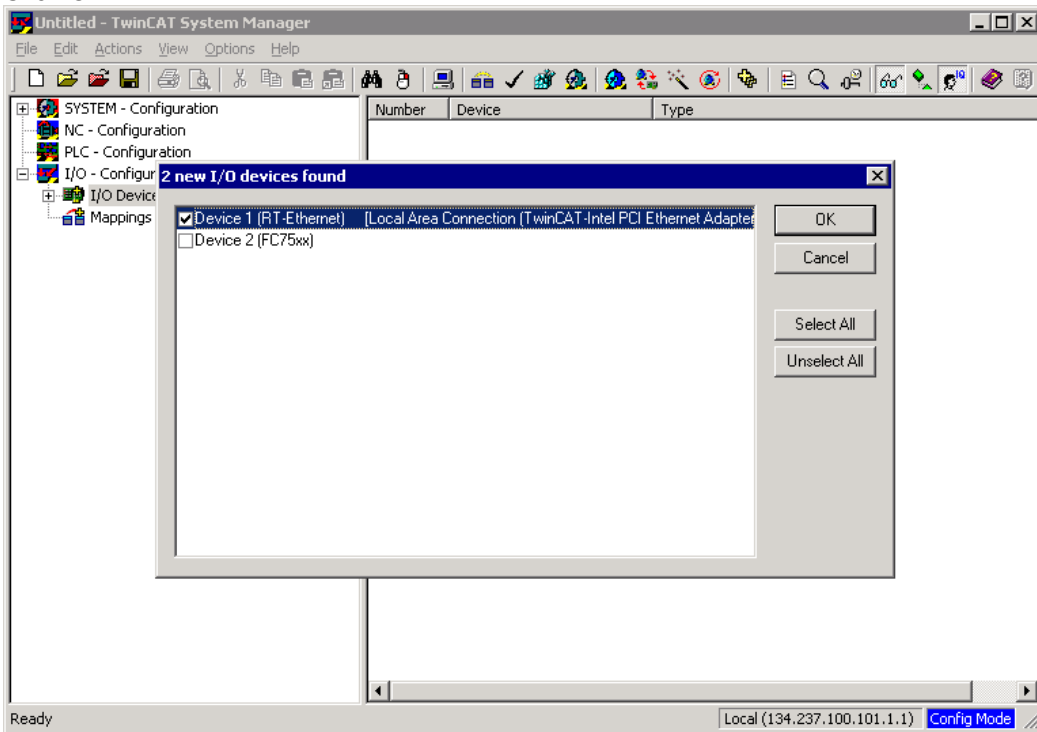 Untitled - TwinCAT System Manager
File Edit Actions View Options Help
SYSTEM - Configuration
NC - Configuration
PLC - Configuration
I/O - Configur
I/O Device
Mappings
Number Device Type
2 new I/O devices found
Device 1 (RT-Ethernet) [Local Area Connection (TwinCAT-Intel PCI Ethernet Adapter
Device 2 (FC75xx)
OK
Cancel
Select All
Unselect All
Ready
Local (134.237.100.101.1.1) Config Mode